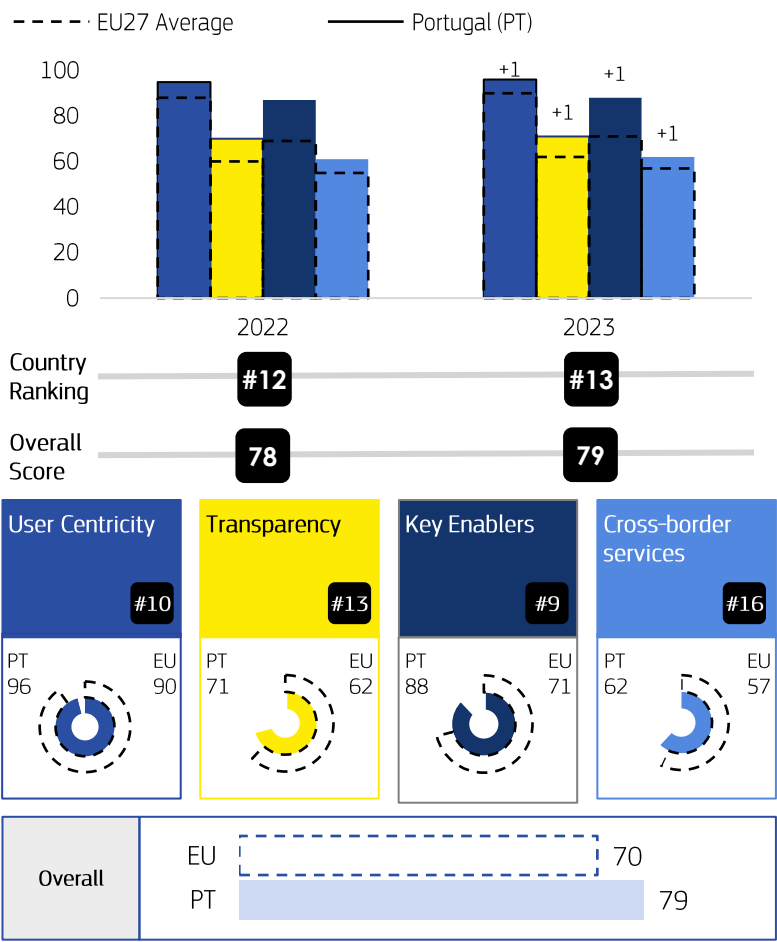 EU27 Average
Portugal (PT)
100
80
60
40
20
0
+1
+1
+1
+1
2022
2023
Country
Ranking
#12
#13
Overall
Score
78
79
User Centricity
#10
PT
96
EU
90
Transparency
#13
PT
71
EU
62
Key Enablers
#9
PT
88
EU
71
Cross-border
services
#16
PT
62
EU
57
Overall
EU
70
PT
79